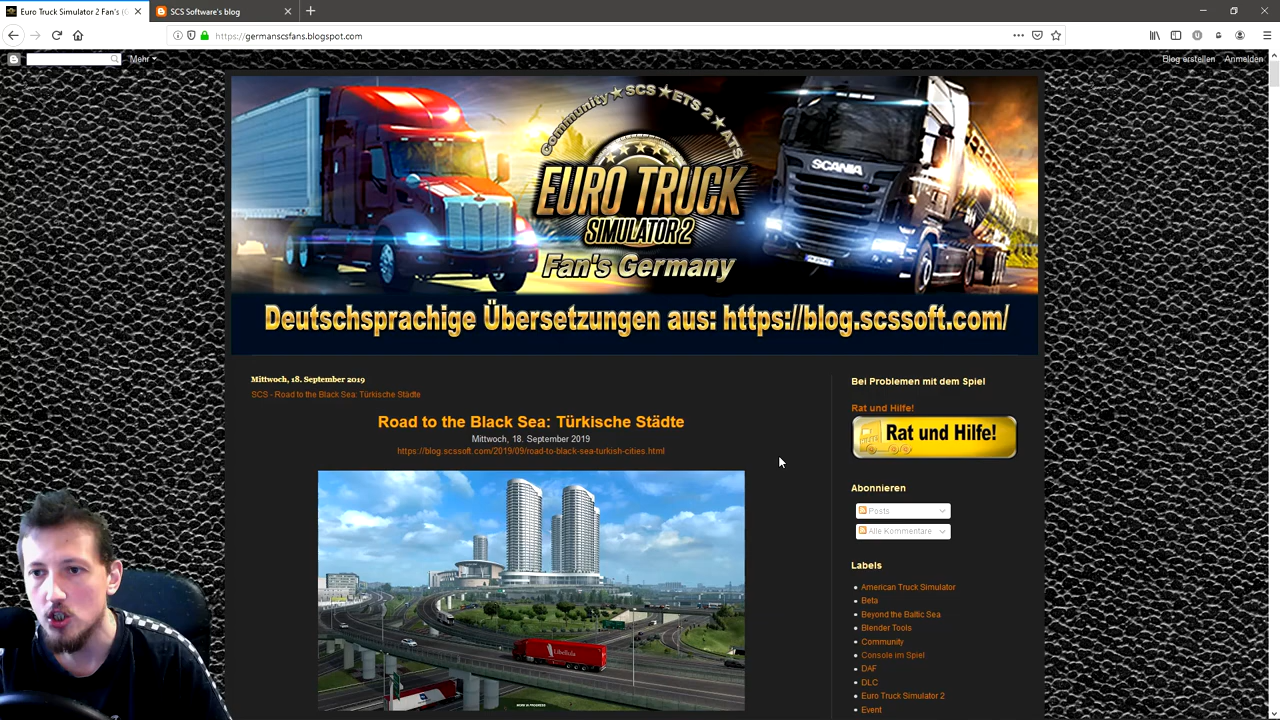 Euro Truck Simulator 2 Fan's (
SCS Software's blog
https://germanscsfans.blogspot.com
Mehr
Blog erstellen
Anmelden
Community★SCS★ETS 2★ATS
SCANIA
EURO TRUCK
SIMULATOR 2
Fan's Germany
Deutschsprachige Übersetzungen aus: https://blog.scssoft.com/
Mittwoch, 18. September 2019
SCS - Road to the Black Sea: Türkische Städte
Road to the Black Sea: Türkische Städte
Mittwoch, 18. September 2019
https://blog.scssoft.com/2019/09/road-to-black-sea-turkish-cities.html
Libellula
WORK IN PROGRESS
Bei Problemen mit dem Spiel
Rat und Hilfe!
Rat und Hilfe!
Abonnieren
Posts
Alle Kommentare
Labels
American Truck Simulator
Beta
Beyond the Baltic Sea
Blender Tools
Community
Console im Spiel
DAF
DLC
Euro Truck Simulator 2
Event